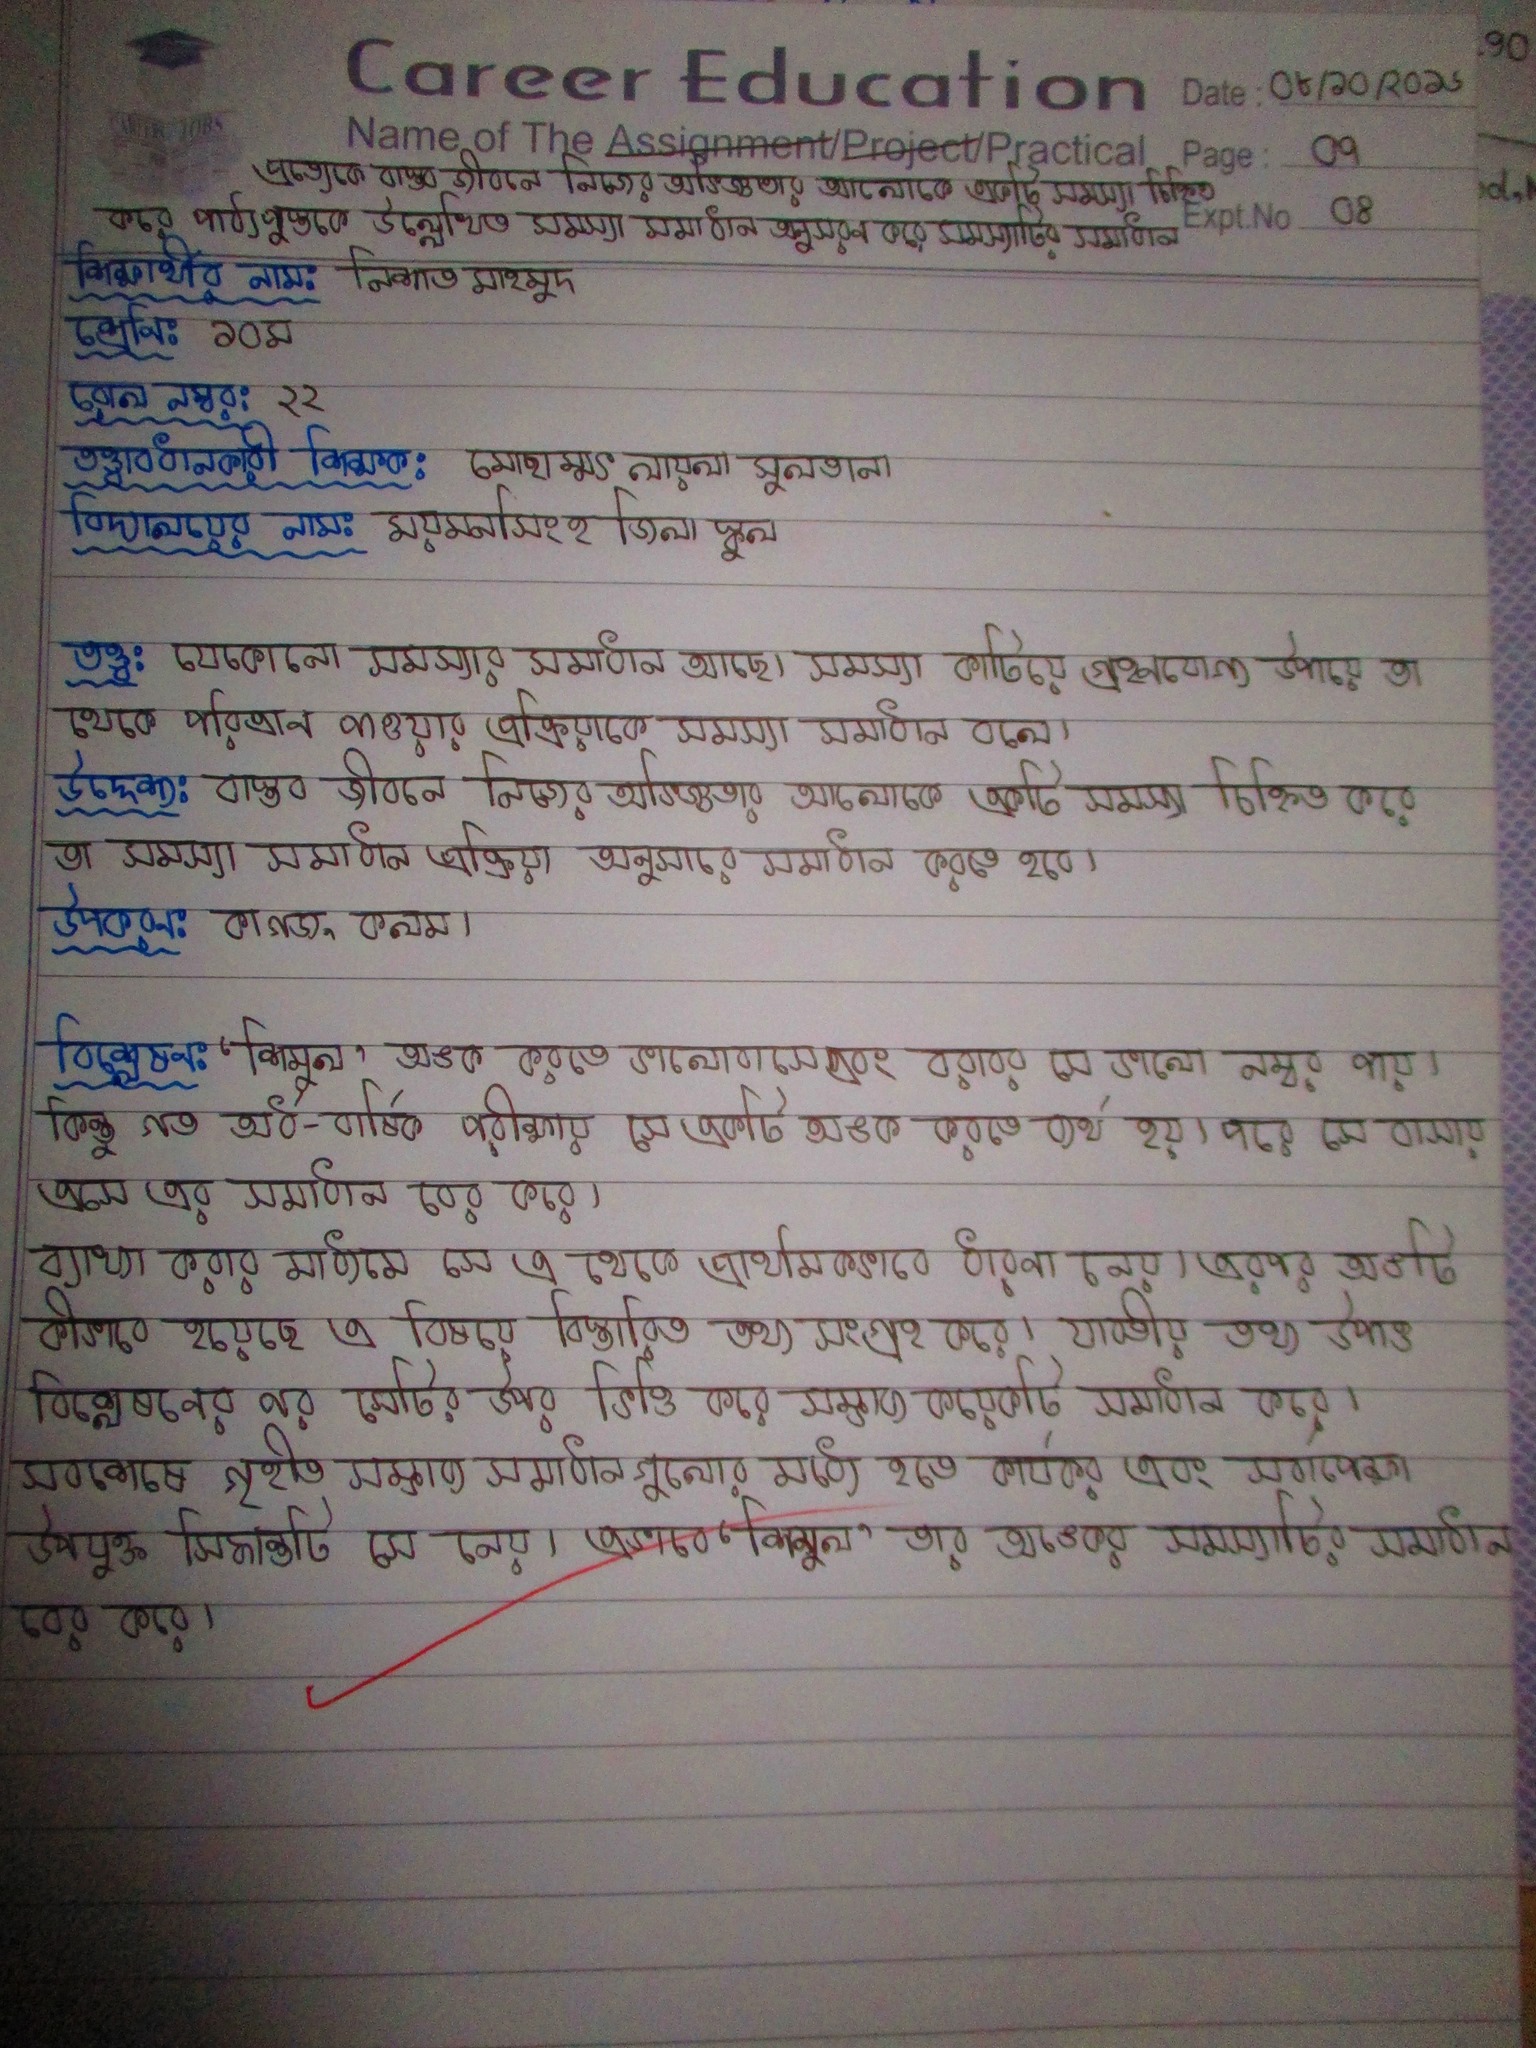 Career Education
Date : ০৮/১০/২০২৫
Name of The Assignment/Project/Practical
Page : ০৭
প্রত্যেকে বাস্তব জীবনে নিজের অভিজ্ঞতার আলোকে একটি সমস্যা চিহ্নিত
করে পাঠ্যপুস্তকে উল্লেখিত সমস্যা সমাধান অনুসরণ করে সমস্যাটির সমাধান
Expt.No ০৪
শিক্ষার্থীর নাম: নিশাত মাহমুদ
শ্রেণি: ১০ম
রোল নম্বর: ২২
তত্ত্বাবধানকারী শিক্ষক: মোছাম্মৎ লায়লা সুলতানা
বিদ্যালয়ের নাম: ময়মনসিংহ জিলা স্কুল
তত্ত্ব: যেকোনো সমস্যার সমাধান আছে। সমস্যা কাটিয়ে গ্রহণযোগ্য উপায়ে তা
থেকে পরিত্রান পাওয়ার প্রক্রিয়াকে সমস্যা সমাধান বলে।
উদ্দেশ্য: বাস্তব জীবনে নিজের অভিজ্ঞতার আলোকে একটি সমস্যা চিহ্নিত করে
তা সমস্যা সমাধান প্রক্রিয়া অনুসারে সমাধান করতে হবে।
উপকরণ: কাগজ, কলম।
বিশ্লেষণ: 'শিমুল' অঙক করতে ভালোবাসে এবং বরাবর সে ভালো নম্বর পায়।
কিন্তু গত অর্ধ-বার্ষিক পরীক্ষায় সে একটি অঙক করতে ব্যর্থ হয়। পরে সে বাসায়
এসে এর সমাধান বের করে।
ব্যাখ্যা করার মাধ্যমে সে এ থেকে প্রাথমিকভাবে ধারণা নেয়। এরপর অঙকটি
কীভাবে হয়েছে এ বিষয়ে বিস্তারিত তথ্য সংগ্রহ করে। যাবতীয় তথ্য উপাত্ত
বিশ্লেষণের পর সেটির উপর ভিত্তি করে সম্ভাব্য কয়েকটি সমাধান করে।
সবশেষে গৃহীত সম্ভাব্য সমাধানগুলোর মধ্যে হতে কার্যকর এবং সর্বাপেক্ষা
উপযুক্ত সিদ্ধান্তটি সে নেয়। এভাবে 'শিমুল' তার অঙকের সমস্যাটির সমাধান
বের করে।